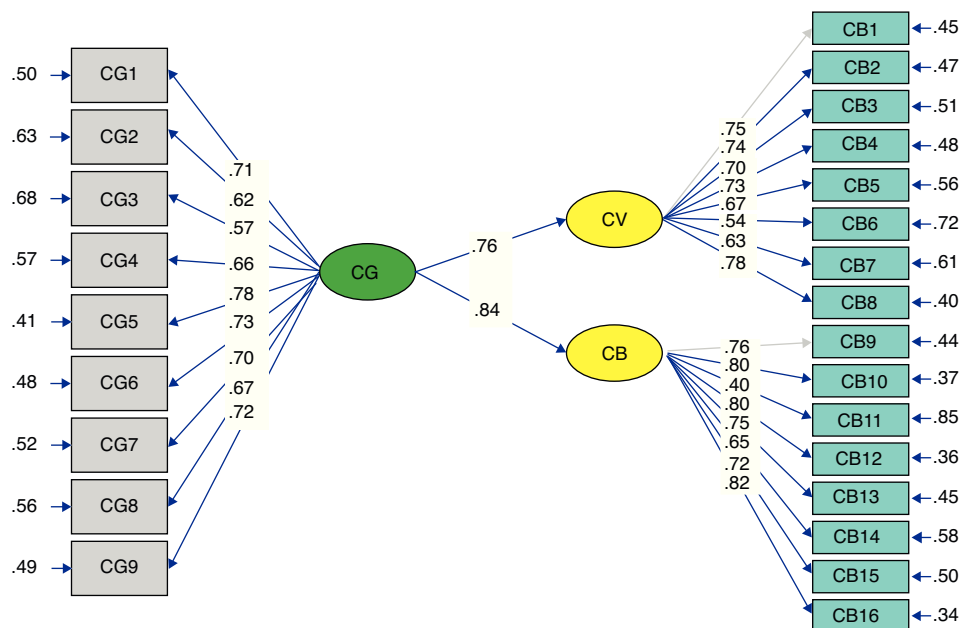 .50 CG1
.63 CG2
.68 CG3
.57 CG4
.41 CG5
.48 CG6
.52 CG7
.56 CG8
.49 CG9
.71
.62
.57
.66
.78
.73
.70
.67
.72
CG
.76
.84
CV
CB
.75
.74
.70
.73
.67
.54
.63
.78
.76
.80
.40
.80
.75
.65
.72
.82
CB1 .45
CB2 .47
CB3 .51
CB4 .48
CB5 .56
CB6 .72
CB7 .61
CB8 .40
CB9 .44
CB10 .37
CB11 .85
CB12 .36
CB13 .45
CB14 .58
CB15 .50
CB16 .34